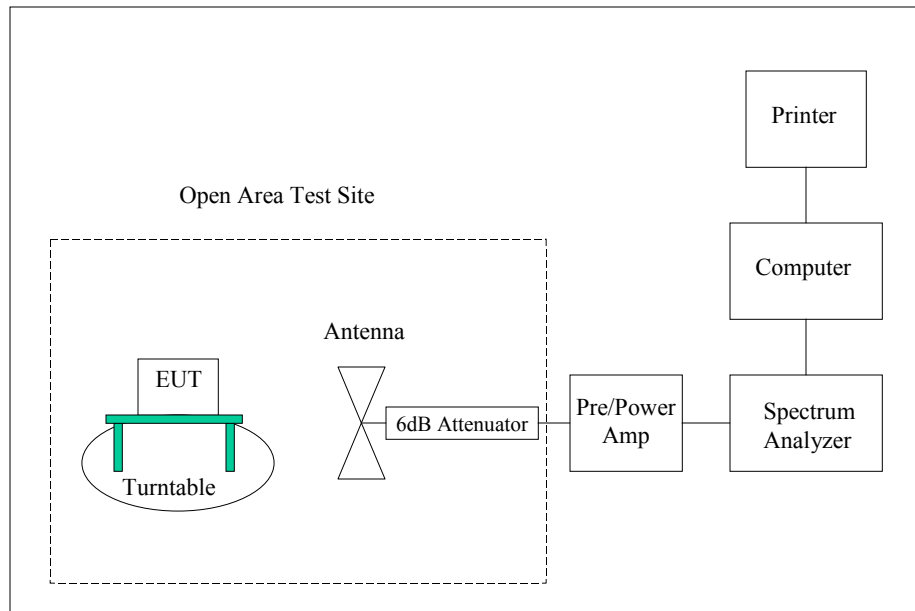 Printer
Open Area Test Site
Computer
Antenna
EUT
6dB Attenuator
Pre/Power
Amp
Spectrum
Analyzer
Turntable